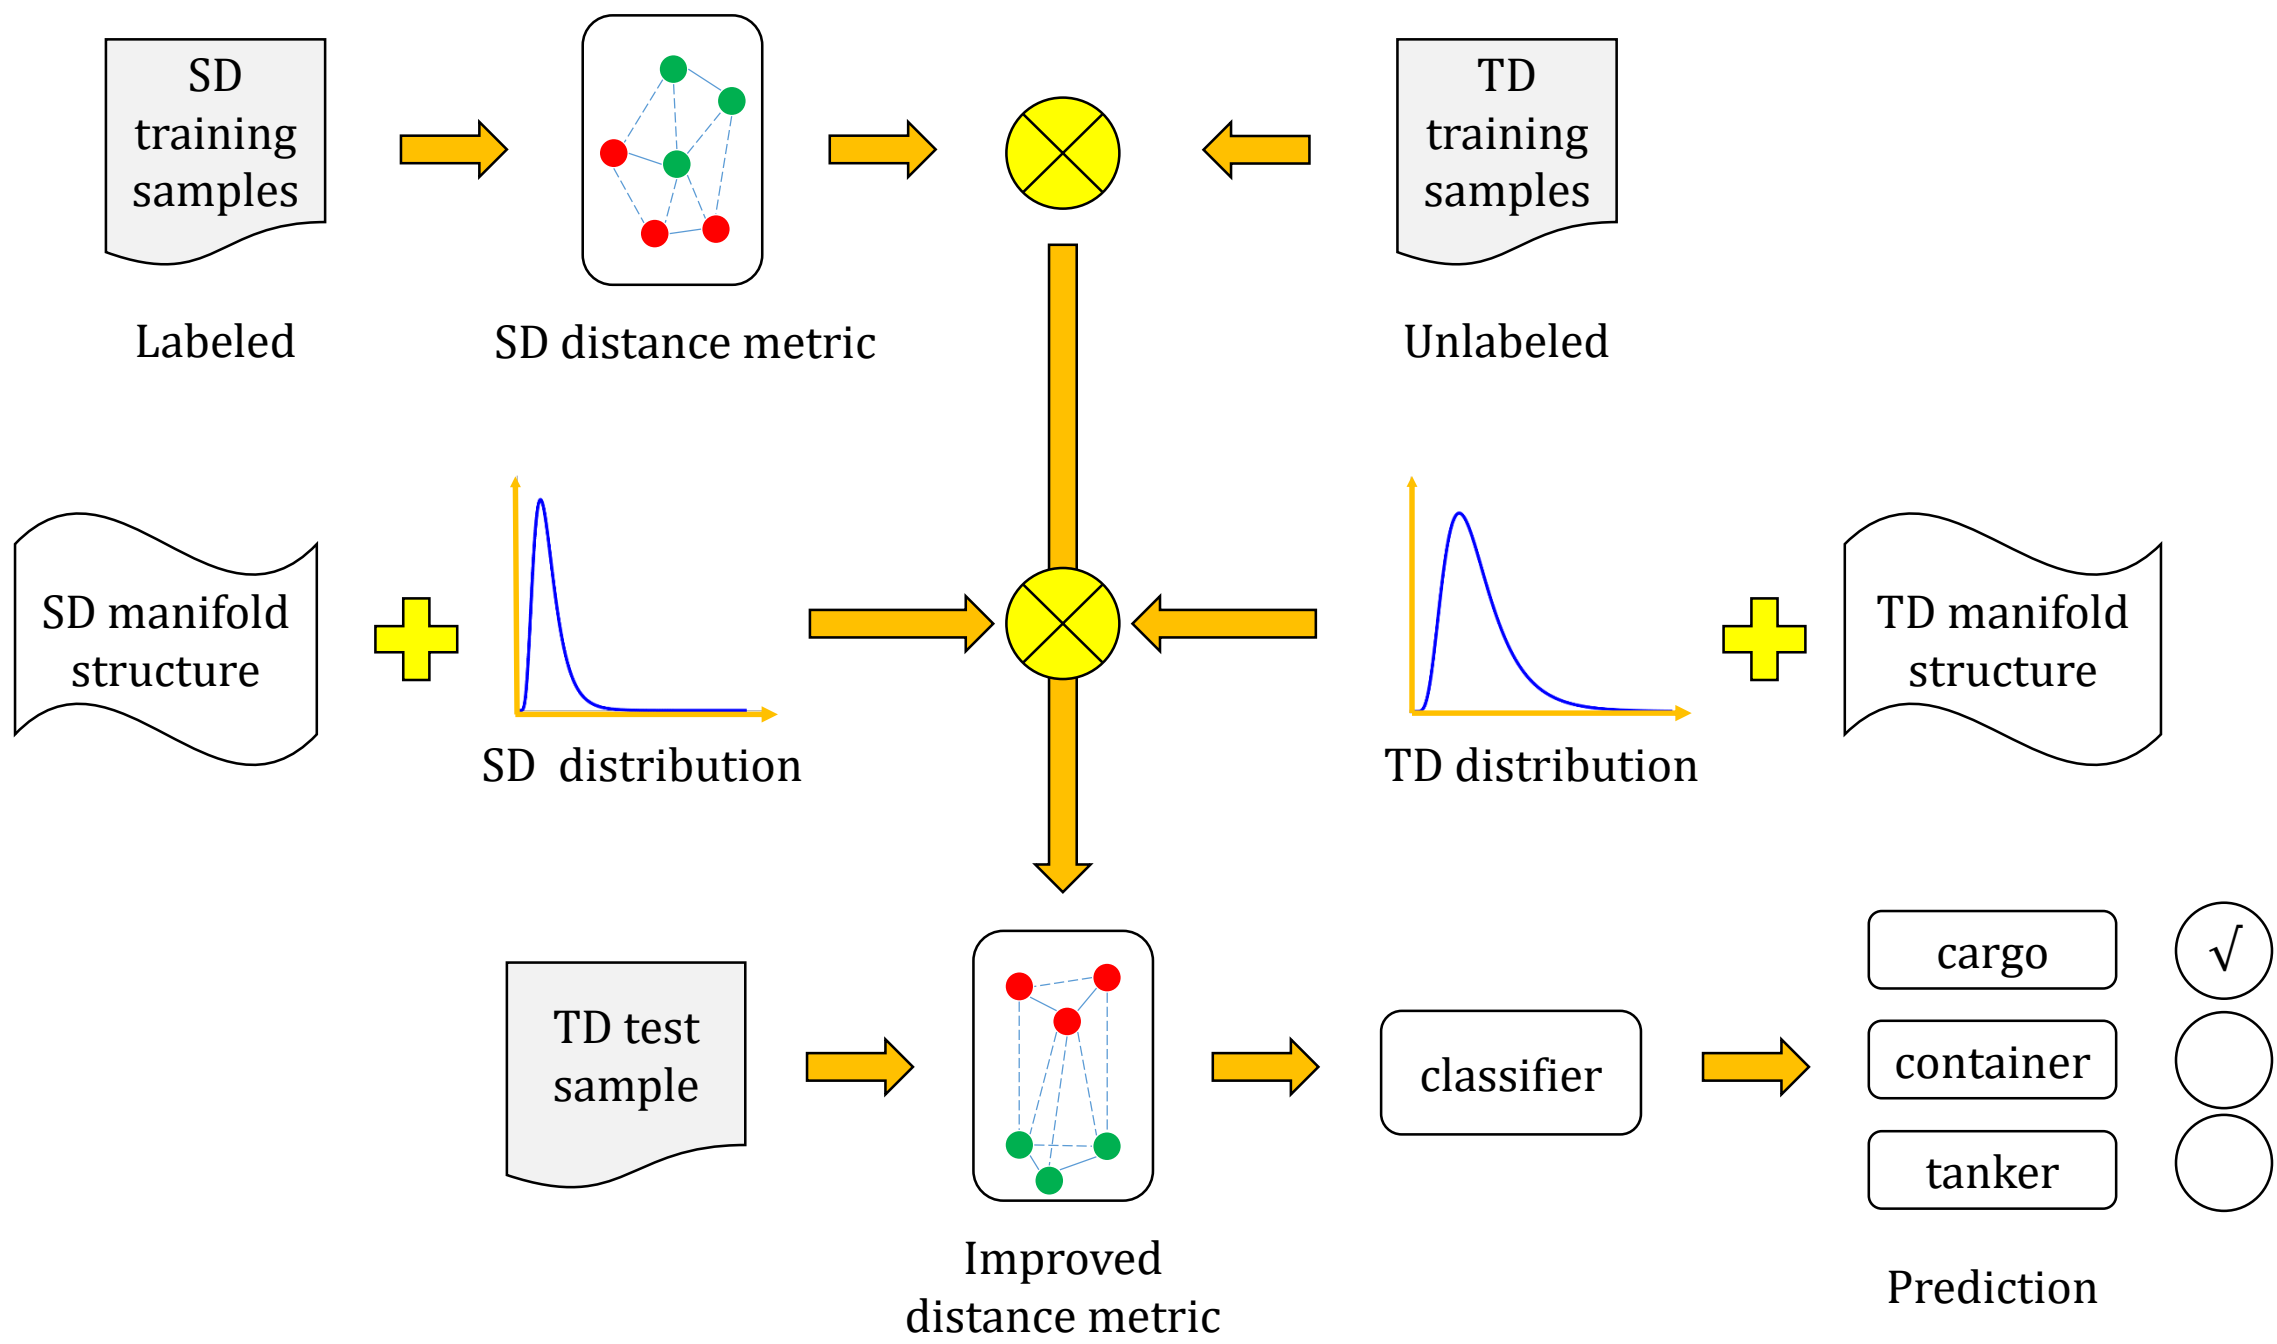 SD
training
samples
TD
training
samples
Labeled
SD distance metric
Unlabeled
SD manifold
structure
TD manifold
structure
SD  distribution
TD distribution
cargo
√
TD test
sample
classifier
container
tanker
Improved
distance metric
Prediction